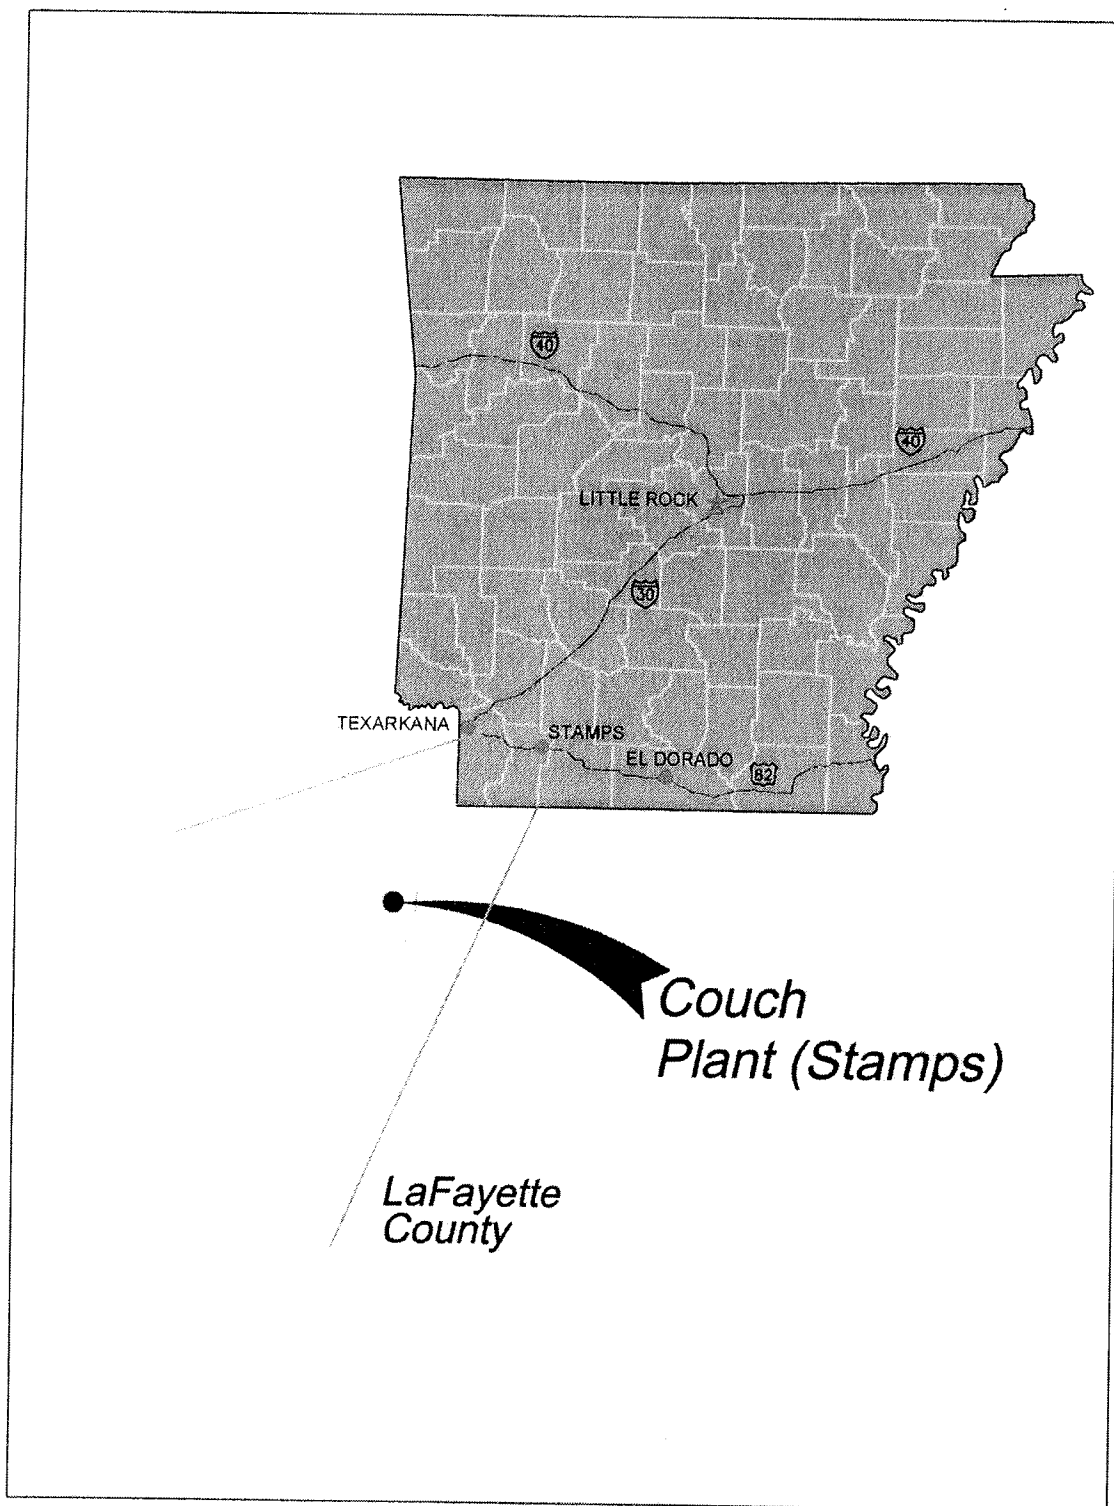 40
40
LITTLE ROCK
30
TEXARKANA
STAMPS
EL DORADO
82
Couch
Plant (Stamps)
LaFayette
County